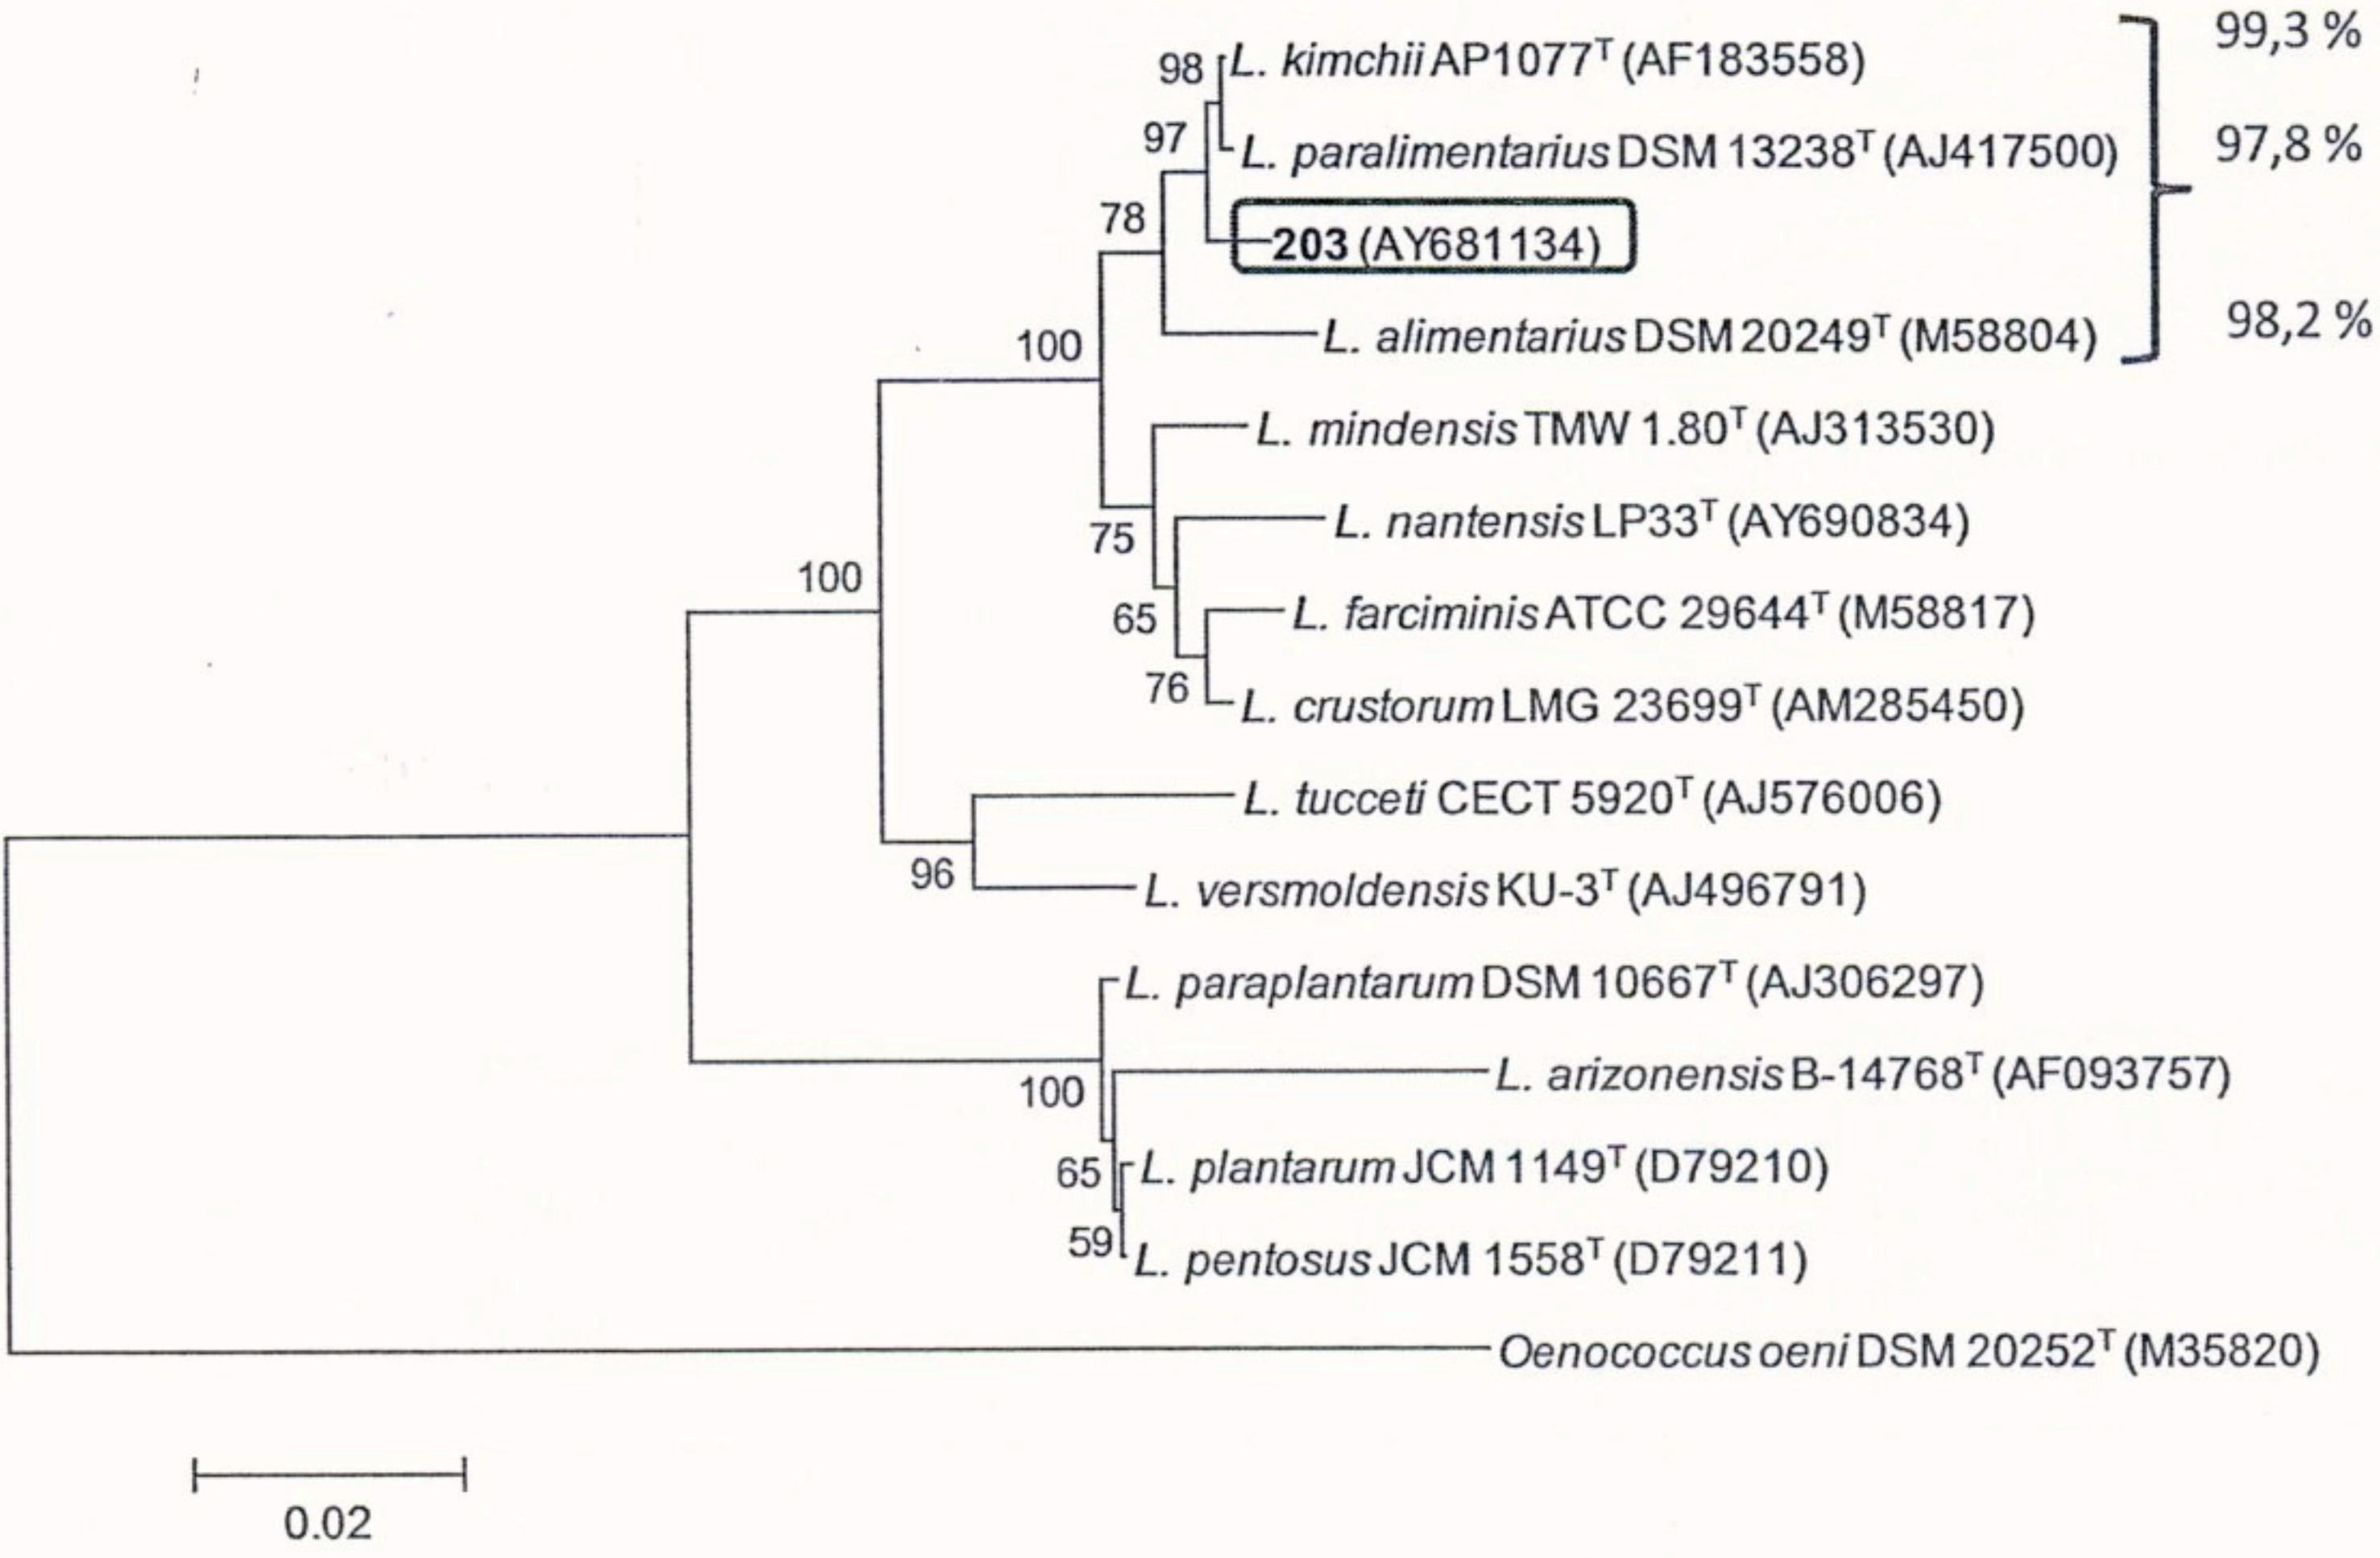 99,3 %
98 L. kimchii AP1077ᵀ (AF183558)
97
L. paralimentarius DSM 13238ᵀ (AJ417500) 97,8 %
78
203 (AY681134)
98,2 %
100 L. alimentarius DSM 20249ᵀ (M58804)
L. mindensis TMW 1.80ᵀ (AJ313530)
75 L. nantensis LP33ᵀ (AY690834)
100
65 L. farciminis ATCC 29644ᵀ (M58817)
76 L. crustorum LMG 23699ᵀ (AM285450)
L. tucceti CECT 5920ᵀ (AJ576006)
96 L. versmoldensis KU-3ᵀ (AJ496791)
L. paraplantarum DSM 10667ᵀ (AJ306297)
100 L. arizonensis B-14768ᵀ (AF093757)
65 L. plantarum JCM 1149ᵀ (D79210)
59 L. pentosus JCM 1558ᵀ (D79211)
Oenococcus oeni DSM 20252ᵀ (M35820)
0.02